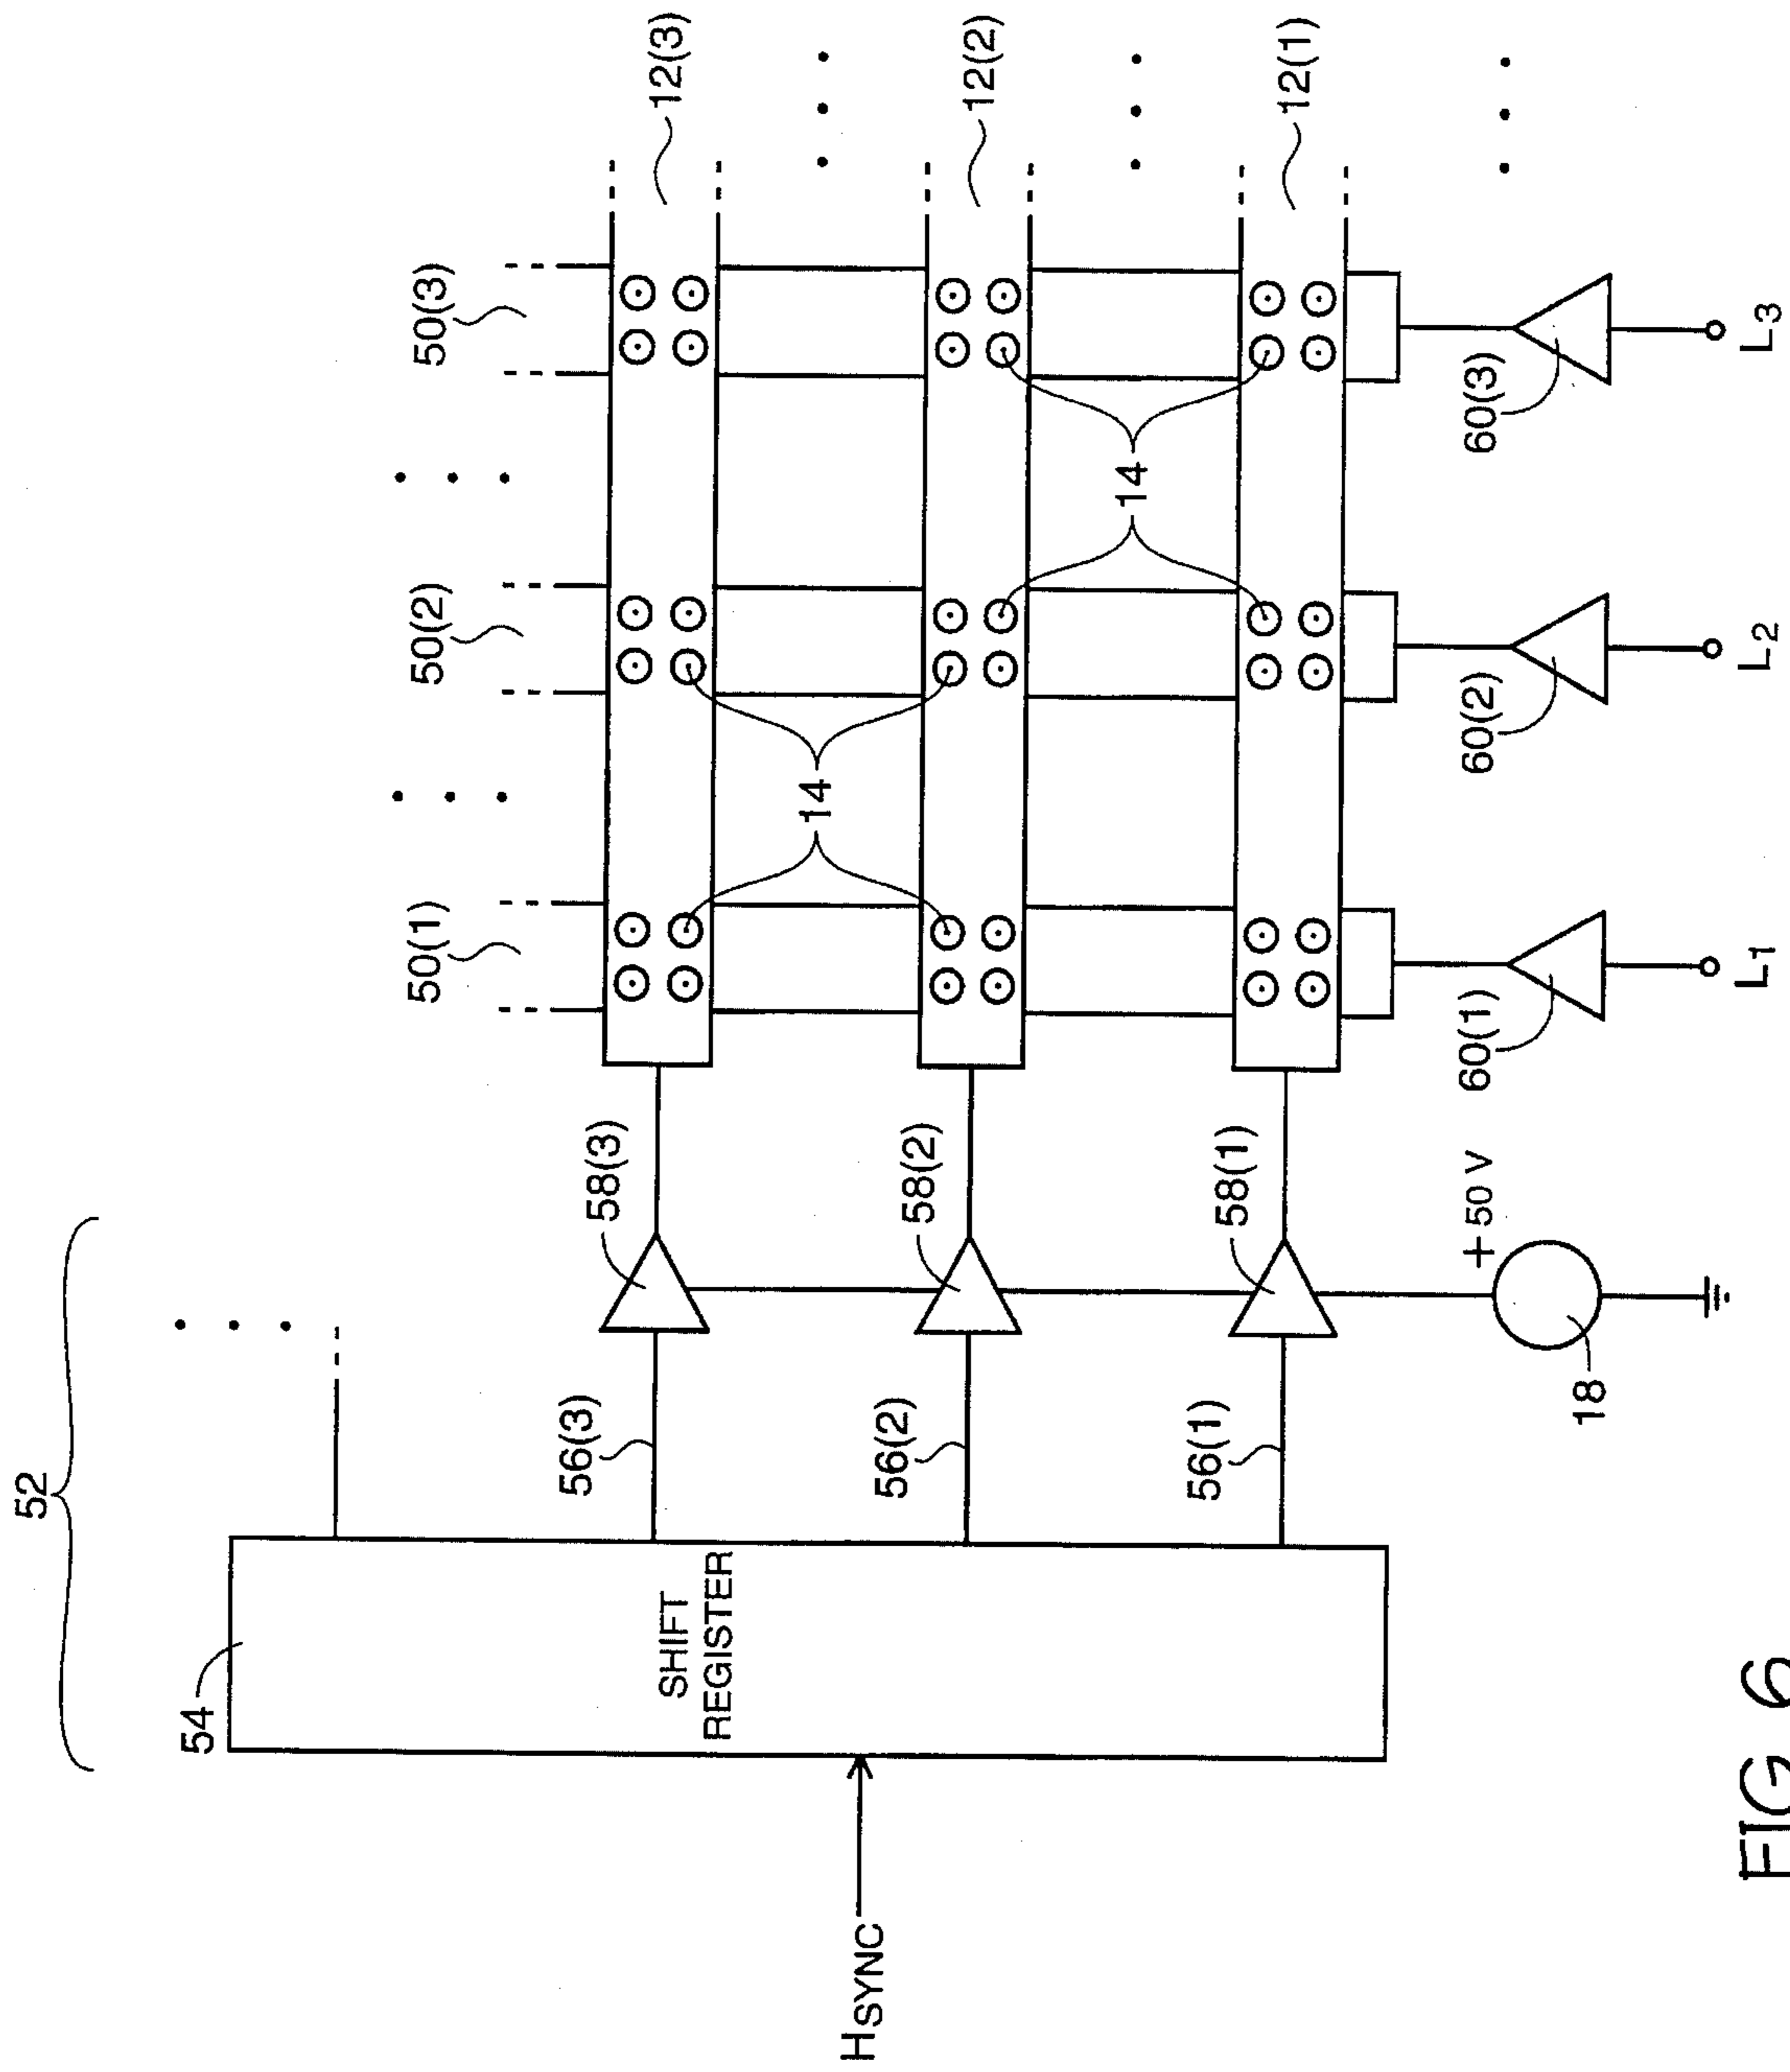 52
54
SHIFT
REGISTER
HSYNC
56(3)
56(2)
56(1)
58(3)
58(2)
58(1)
+50 V
18
50(1)
50(2)
50(3)
12(3)
12(2)
12(1)
14
14
60(1)
60(2)
60(3)
L1
L2
L3
FIG 6